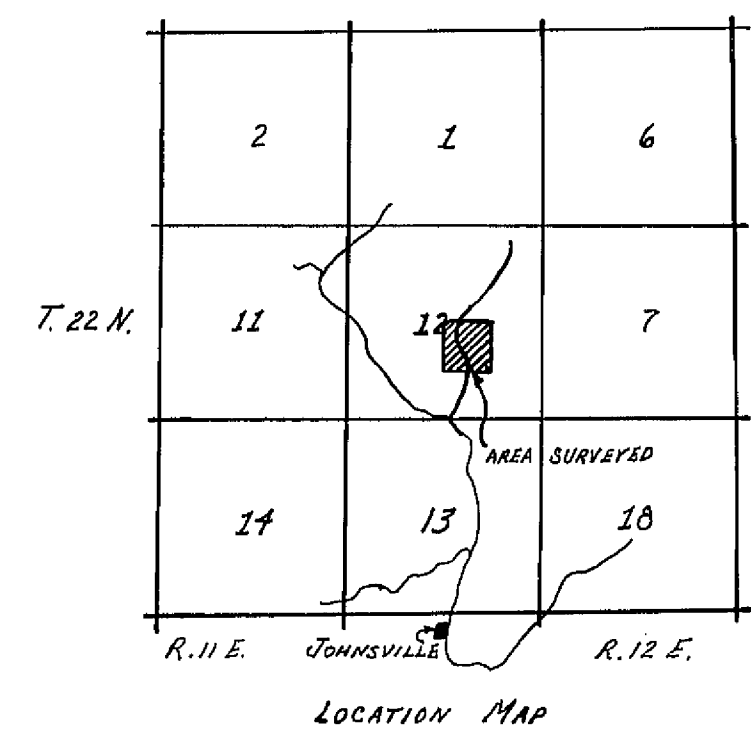 2 1 6
T. 22 N. 11 12 7
AREA SURVEYED
14 13 18
R. 11 E. JOHNSVILLE R. 12 E.
LOCATION MAP